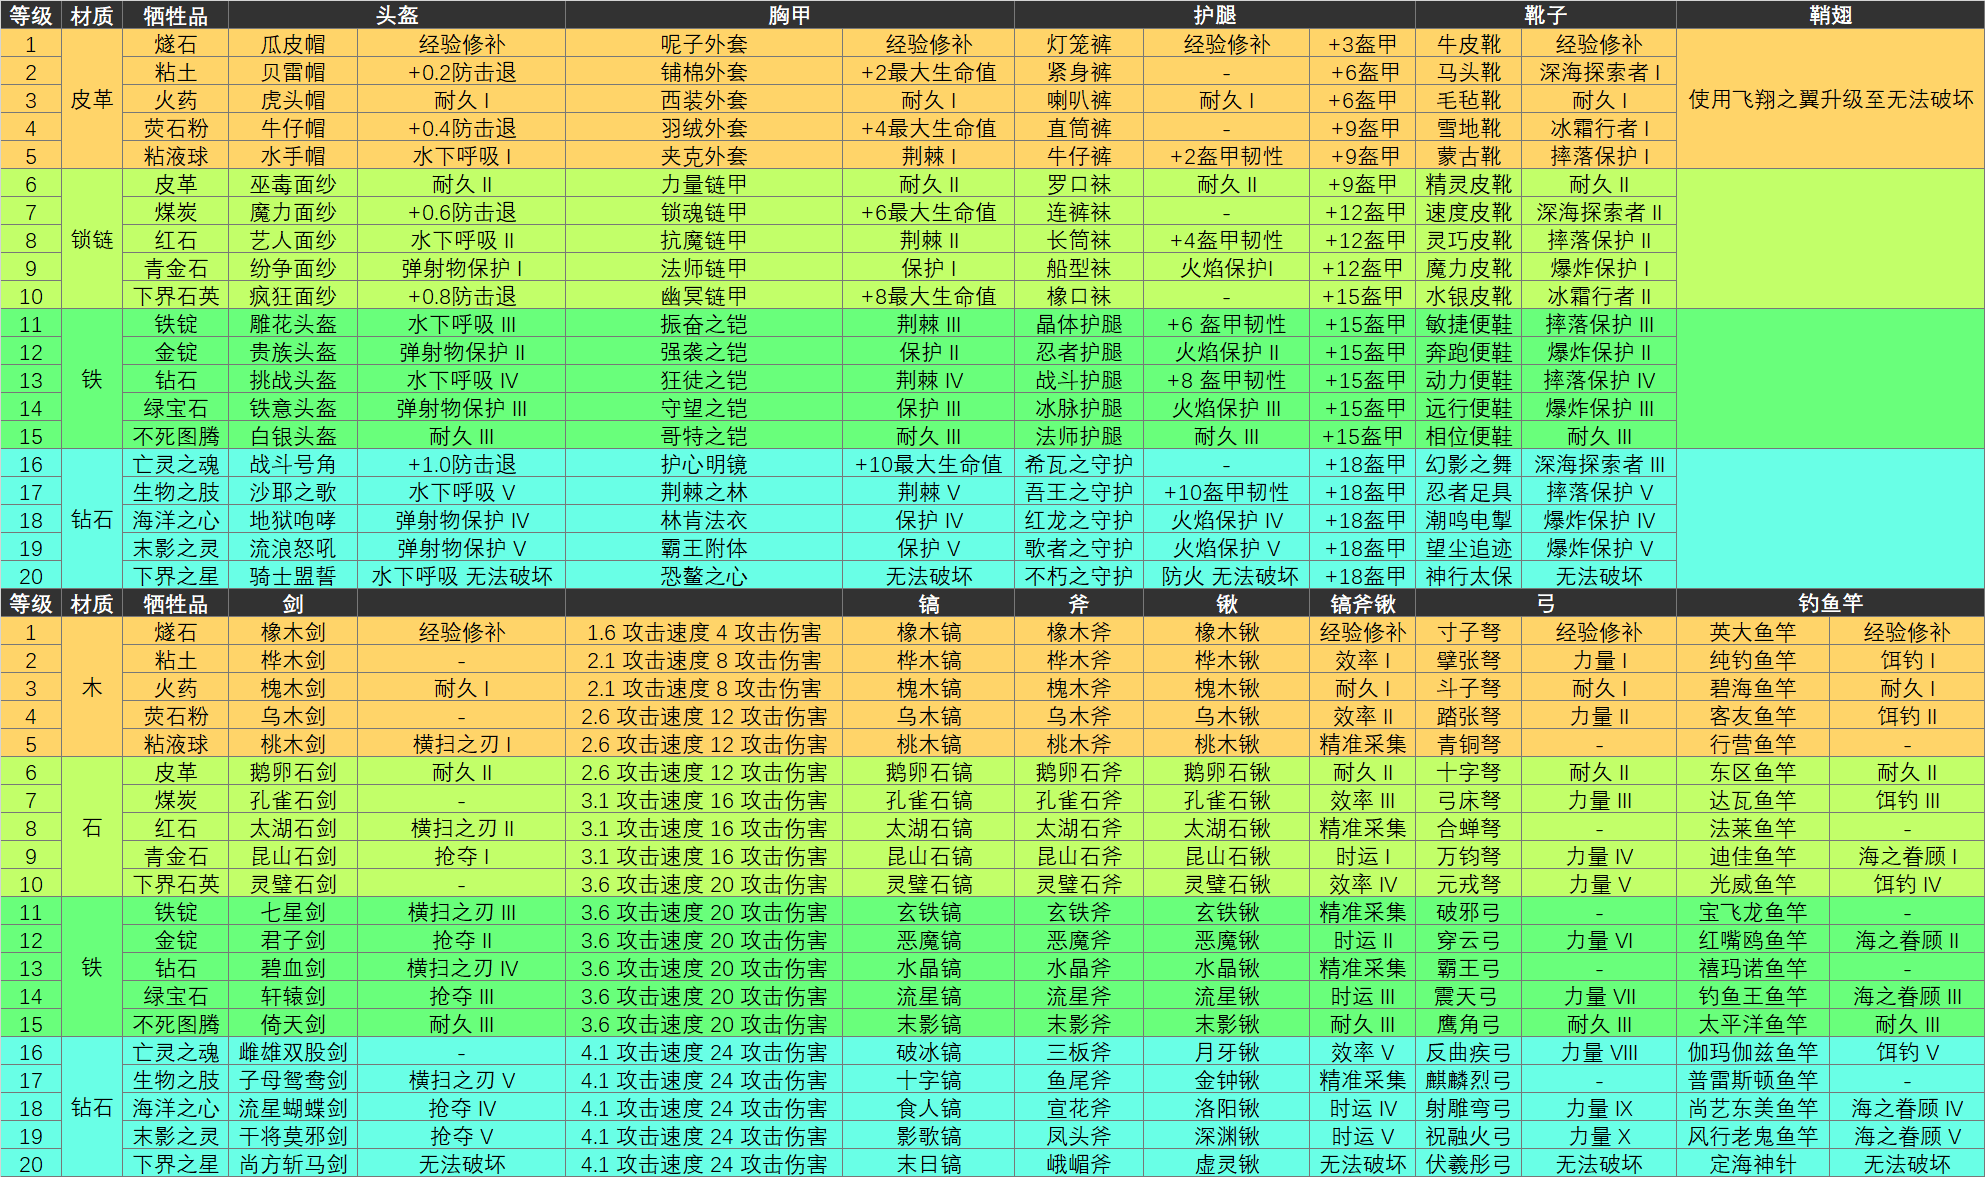 等级 材质 牺牲品 头盔 胸甲 护腿 靴子 鞘翅
1 燧石 瓜皮帽 经验修补 呢子外套 经验修补 灯笼裤 经验修补 +3盔甲 牛皮靴 经验修补
2 粘土 贝雷帽 +0.2防击退 铺棉外套 +2最大生命值 紧身裤 - +6盔甲 马头靴 深海探索者 I
3 皮革 火药 虎头帽 耐久 I 西装外套 耐久 I 喇叭裤 耐久 I +6盔甲 毛毡靴 耐久 I 使用飞翔之翼升级至无法破坏
4 荧石粉 牛仔帽 +0.4防击退 羽绒外套 +4最大生命值 直筒裤 - +9盔甲 雪地靴 冰霜行者 I
5 粘液球 水手帽 水下呼吸 I 夹克外套 荆棘 I 牛仔裤 +2盔甲韧性 +9盔甲 蒙古靴 摔落保护 I
6 皮革 巫毒面纱 耐久 II 力量链甲 耐久 II 罗口袜 耐久 II +9盔甲 精灵皮靴 耐久 II
7 煤炭 魔力面纱 +0.6防击退 锁魂链甲 +6最大生命值 连裤袜 - +12盔甲 速度皮靴 深海探索者 II
8 锁链 红石 艺人面纱 水下呼吸 II 抗魔链甲 荆棘 II 长筒袜 +4盔甲韧性 +12盔甲 灵巧皮靴 摔落保护 II
9 青金石 纷争面纱 弹射物保护 I 法师链甲 保护 I 船型袜 火焰保护I +12盔甲 魔力皮靴 爆炸保护 I
10 下界石英 疯狂面纱 +0.8防击退 幽冥链甲 +8最大生命值 橡口袜 - +15盔甲 水银皮靴 冰霜行者 II
11 铁锭 雕花头盔 水下呼吸 III 振奋之铠 荆棘 III 晶体护腿 +6 盔甲韧性 +15盔甲 敏捷便鞋 摔落保护 III
12 金锭 贵族头盔 弹射物保护 II 强袭之铠 保护 II 忍者护腿 火焰保护 II +15盔甲 奔跑便鞋 爆炸保护 II
13 铁 钻石 挑战头盔 水下呼吸 IV 狂徒之铠 荆棘 IV 战斗护腿 +8 盔甲韧性 +15盔甲 动力便鞋 摔落保护 IV
14 绿宝石 铁意头盔 弹射物保护 III 守望之铠 保护 III 冰脉护腿 火焰保护 III +15盔甲 远行便鞋 爆炸保护 III
15 不死图腾 白银头盔 耐久 III 哥特之铠 耐久 III 法师护腿 耐久 III +15盔甲 相位便鞋 耐久 III
16 亡灵之魂 战斗号角 +1.0防击退 护心明镜 +10最大生命值 希瓦之守护 - +18盔甲 幻影之舞 深海探索者 III
17 生物之肢 沙耶之歌 水下呼吸 V 荆棘之林 荆棘 V 吾王之守护 +10盔甲韧性 +18盔甲 忍者足具 摔落保护 V
18 钻石 海洋之心 地狱咆哮 弹射物保护 IV 林肯法衣 保护 IV 红龙之守护 火焰保护 IV +18盔甲 潮鸣电掣 爆炸保护 IV
19 末影之灵 流浪怒吼 弹射物保护 V 霸王附体 保护 V 歌者之守护 火焰保护 V +18盔甲 望尘追迹 爆炸保护 V
20 下界之星 骑士盟誓 水下呼吸 无法破坏 恐鳌之心 无法破坏 不朽之守护 防火 无法破坏 +18盔甲 神行太保 无法破坏
等级 材质 牺牲品 剑 镐 斧 锹 镐斧锹 弓 钓鱼竿
1 燧石 橡木剑 经验修补 1.6 攻击速度 4 攻击伤害 橡木镐 橡木斧 橡木锹 经验修补 寸子弩 经验修补 英大鱼竿 经验修补
2 粘土 桦木剑 - 2.1 攻击速度 8 攻击伤害 桦木镐 桦木斧 桦木锹 效率 I 擘张弩 力量 I 纯钓鱼竿 饵钓 I
3 木 火药 槐木剑 耐久 I 2.1 攻击速度 8 攻击伤害 槐木镐 槐木斧 槐木锹 耐久 I 斗子弩 耐久 I 碧海鱼竿 耐久 I
4 荧石粉 乌木剑 - 2.6 攻击速度 12 攻击伤害 乌木镐 乌木斧 乌木锹 效率 II 踏张弩 力量 II 客友鱼竿 饵钓 II
5 粘液球 桃木剑 横扫之刃 I 2.6 攻击速度 12 攻击伤害 桃木镐 桃木斧 桃木锹 精准采集 青铜弩 - 行营鱼竿 -
6 皮革 鹅卵石剑 耐久 II 2.6 攻击速度 12 攻击伤害 鹅卵石镐 鹅卵石斧 鹅卵石锹 耐久 II 十字弩 耐久 II 东区鱼竿 耐久 II
7 煤炭 孔雀石剑 - 3.1 攻击速度 16 攻击伤害 孔雀石镐 孔雀石斧 孔雀石锹 效率 III 弓床弩 力量 III 达瓦鱼竿 饵钓 III
8 石 红石 太湖石剑 横扫之刃 II 3.1 攻击速度 16 攻击伤害 太湖石镐 太湖石斧 太湖石锹 精准采集 合蝉弩 - 法莱鱼竿 -
9 青金石 昆山石剑 抢夺 I 3.1 攻击速度 16 攻击伤害 昆山石镐 昆山石斧 昆山石锹 时运 I 万钧弩 力量 IV 迪佳鱼竿 海之眷顾 I
10 下界石英 灵璧石剑 - 3.6 攻击速度 20 攻击伤害 灵璧石镐 灵璧石斧 灵璧石锹 效率 IV 元戎弩 力量 V 光威鱼竿 饵钓 IV
11 铁锭 七星剑 横扫之刃 III 3.6 攻击速度 20 攻击伤害 玄铁镐 玄铁斧 玄铁锹 精准采集 破邪弓 - 宝飞龙鱼竿 -
12 金锭 君子剑 抢夺 II 3.6 攻击速度 20 攻击伤害 恶魔镐 恶魔斧 恶魔锹 时运 II 穿云弓 力量 VI 红嘴鸥鱼竿 海之眷顾 II
13 铁 钻石 碧血剑 横扫之刃 IV 3.6 攻击速度 20 攻击伤害 水晶镐 水晶斧 水晶锹 精准采集 霸王弓 - 禧玛诺鱼竿 -
14 绿宝石 轩辕剑 抢夺 III 3.6 攻击速度 20 攻击伤害 流星镐 流星斧 流星锹 时运 III 震天弓 力量 VII 钓鱼王鱼竿 海之眷顾 III
15 不死图腾 倚天剑 耐久 III 3.6 攻击速度 20 攻击伤害 末影镐 末影斧 末影锹 耐久 III 鹰角弓 耐久 III 太平洋鱼竿 耐久 III
16 亡灵之魂 雌雄双股剑 - 4.1 攻击速度 24 攻击伤害 破冰镐 三板斧 月牙锹 效率 V 反曲疾弓 力量 VIII 伽玛伽兹鱼竿 饵钓 V
17 生物之肢 子母鸳鸯剑 横扫之刃 V 4.1 攻击速度 24 攻击伤害 十字镐 鱼尾斧 金钟锹 精准采集 麒麟烈弓 - 普雷斯顿鱼竿 -
18 钻石 海洋之心 流星蝴蝶剑 抢夺 IV 4.1 攻击速度 24 攻击伤害 食人镐 宣花斧 洛阳锹 时运 IV 射雕弯弓 力量 IX 尚艺东美鱼竿 海之眷顾 IV
19 末影之灵 干将莫邪剑 抢夺 V 4.1 攻击速度 24 攻击伤害 影歌镐 凤头斧 深渊锹 时运 V 祝融火弓 力量 X 风行老鬼鱼竿 海之眷顾 V
20 下界之星 尚方斩马剑 无法破坏 4.1 攻击速度 24 攻击伤害 末日镐 峨嵋斧 虚灵锹 无法破坏 伏羲彤弓 无法破坏 定海神针 无法破坏